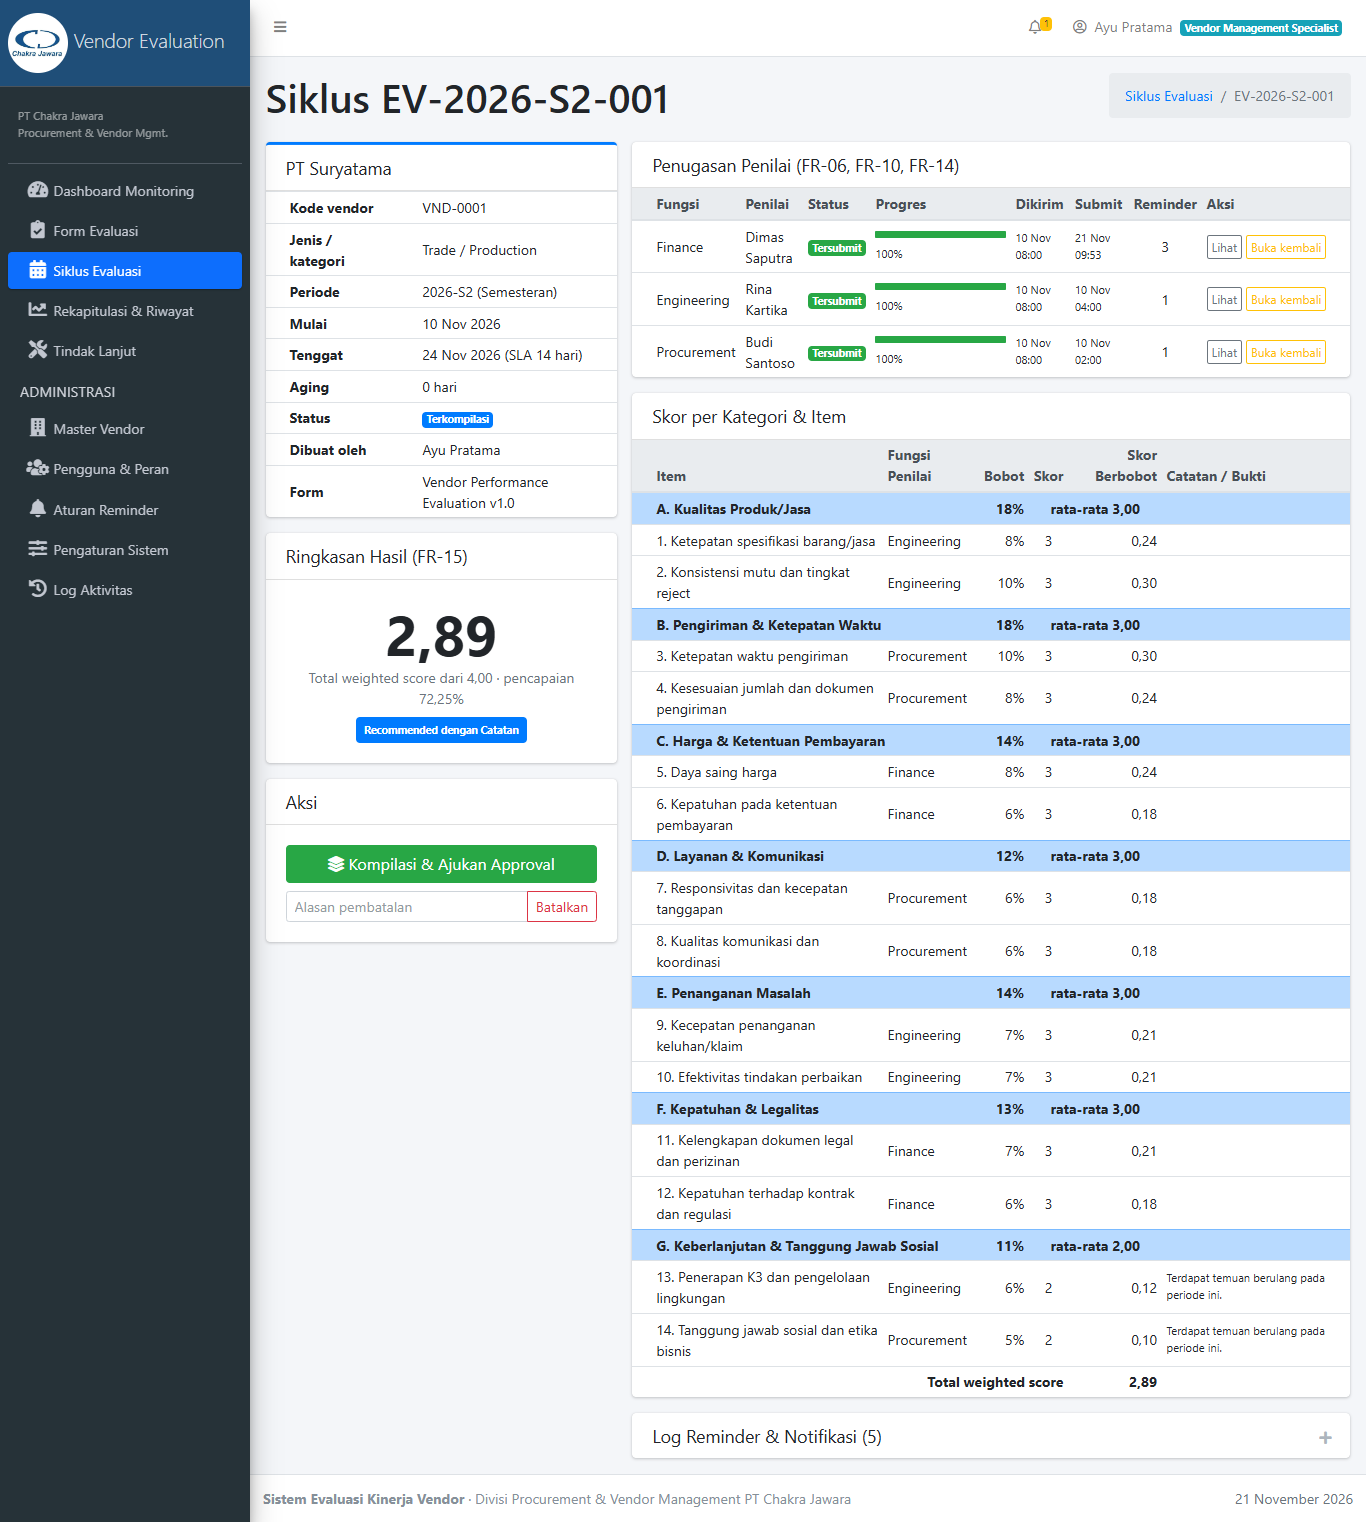 Chakra Jawara
Vendor Evaluation
1
Ayu Pratama Vendor Management Specialist
PT Chakra Jawara
Procurement & Vendor Mgmt.
Dashboard Monitoring
Form Evaluasi
Siklus Evaluasi
Rekapitulasi & Riwayat
Tindak Lanjut
ADMINISTRASI
Master Vendor
Pengguna & Peran
Aturan Reminder
Pengaturan Sistem
Log Aktivitas
Siklus EV-2026-S2-001
Siklus Evaluasi / EV-2026-S2-001
PT Suryatama
Kode vendor VND-0001
Jenis / kategori Trade / Production
Periode 2026-S2 (Semesteran)
Mulai 10 Nov 2026
Tenggat 24 Nov 2026 (SLA 14 hari)
Aging 0 hari
Status Terkompilasi
Dibuat oleh Ayu Pratama
Form Vendor Performance
Evaluation v1.0
Ringkasan Hasil (FR-15)
2,89
Total weighted score dari 4,00 · pencapaian
72,25%
Recommended dengan Catatan
Aksi
Kompilasi & Ajukan Approval
Alasan pembatalan Batalkan
Penugasan Penilai (FR-06, FR-10, FR-14)
Fungsi Penilai Status Progres Dikirim Submit Reminder Aksi
Finance Dimas Saputra Tersubmit 100% 10 Nov 08:00 21 Nov 09:53 3 Lihat Buka kembali
Engineering Rina Kartika Tersubmit 100% 10 Nov 08:00 10 Nov 04:00 1 Lihat Buka kembali
Procurement Budi Santoso Tersubmit 100% 10 Nov 08:00 10 Nov 02:00 1 Lihat Buka kembali
Skor per Kategori & Item
Item Fungsi Penilai Bobot Skor Skor Berbobot Catatan / Bukti
A. Kualitas Produk/Jasa 18% rata-rata 3,00
1. Ketepatan spesifikasi barang/jasa Engineering 8% 3 0,24
2. Konsistensi mutu dan tingkat reject Engineering 10% 3 0,30
B. Pengiriman & Ketepatan Waktu 18% rata-rata 3,00
3. Ketepatan waktu pengiriman Procurement 10% 3 0,30
4. Kesesuaian jumlah dan dokumen pengiriman Procurement 8% 3 0,24
C. Harga & Ketentuan Pembayaran 14% rata-rata 3,00
5. Daya saing harga Finance 8% 3 0,24
6. Kepatuhan pada ketentuan pembayaran Finance 6% 3 0,18
D. Layanan & Komunikasi 12% rata-rata 3,00
7. Responsivitas dan kecepatan tanggapan Procurement 6% 3 0,18
8. Kualitas komunikasi dan koordinasi Procurement 6% 3 0,18
E. Penanganan Masalah 14% rata-rata 3,00
9. Kecepatan penanganan keluhan/klaim Engineering 7% 3 0,21
10. Efektivitas tindakan perbaikan Engineering 7% 3 0,21
F. Kepatuhan & Legalitas 13% rata-rata 3,00
11. Kelengkapan dokumen legal dan perizinan Finance 7% 3 0,21
12. Kepatuhan terhadap kontrak dan regulasi Finance 6% 3 0,18
G. Keberlanjutan & Tanggung Jawab Sosial 11% rata-rata 2,00
13. Penerapan K3 dan pengelolaan lingkungan Engineering 6% 2 0,12 Terdapat temuan berulang pada periode ini.
14. Tanggung jawab sosial dan etika bisnis Procurement 5% 2 0,10 Terdapat temuan berulang pada periode ini.
Total weighted score 2,89
Log Reminder & Notifikasi (5)
Sistem Evaluasi Kinerja Vendor · Divisi Procurement & Vendor Management PT Chakra Jawara
21 November 2026